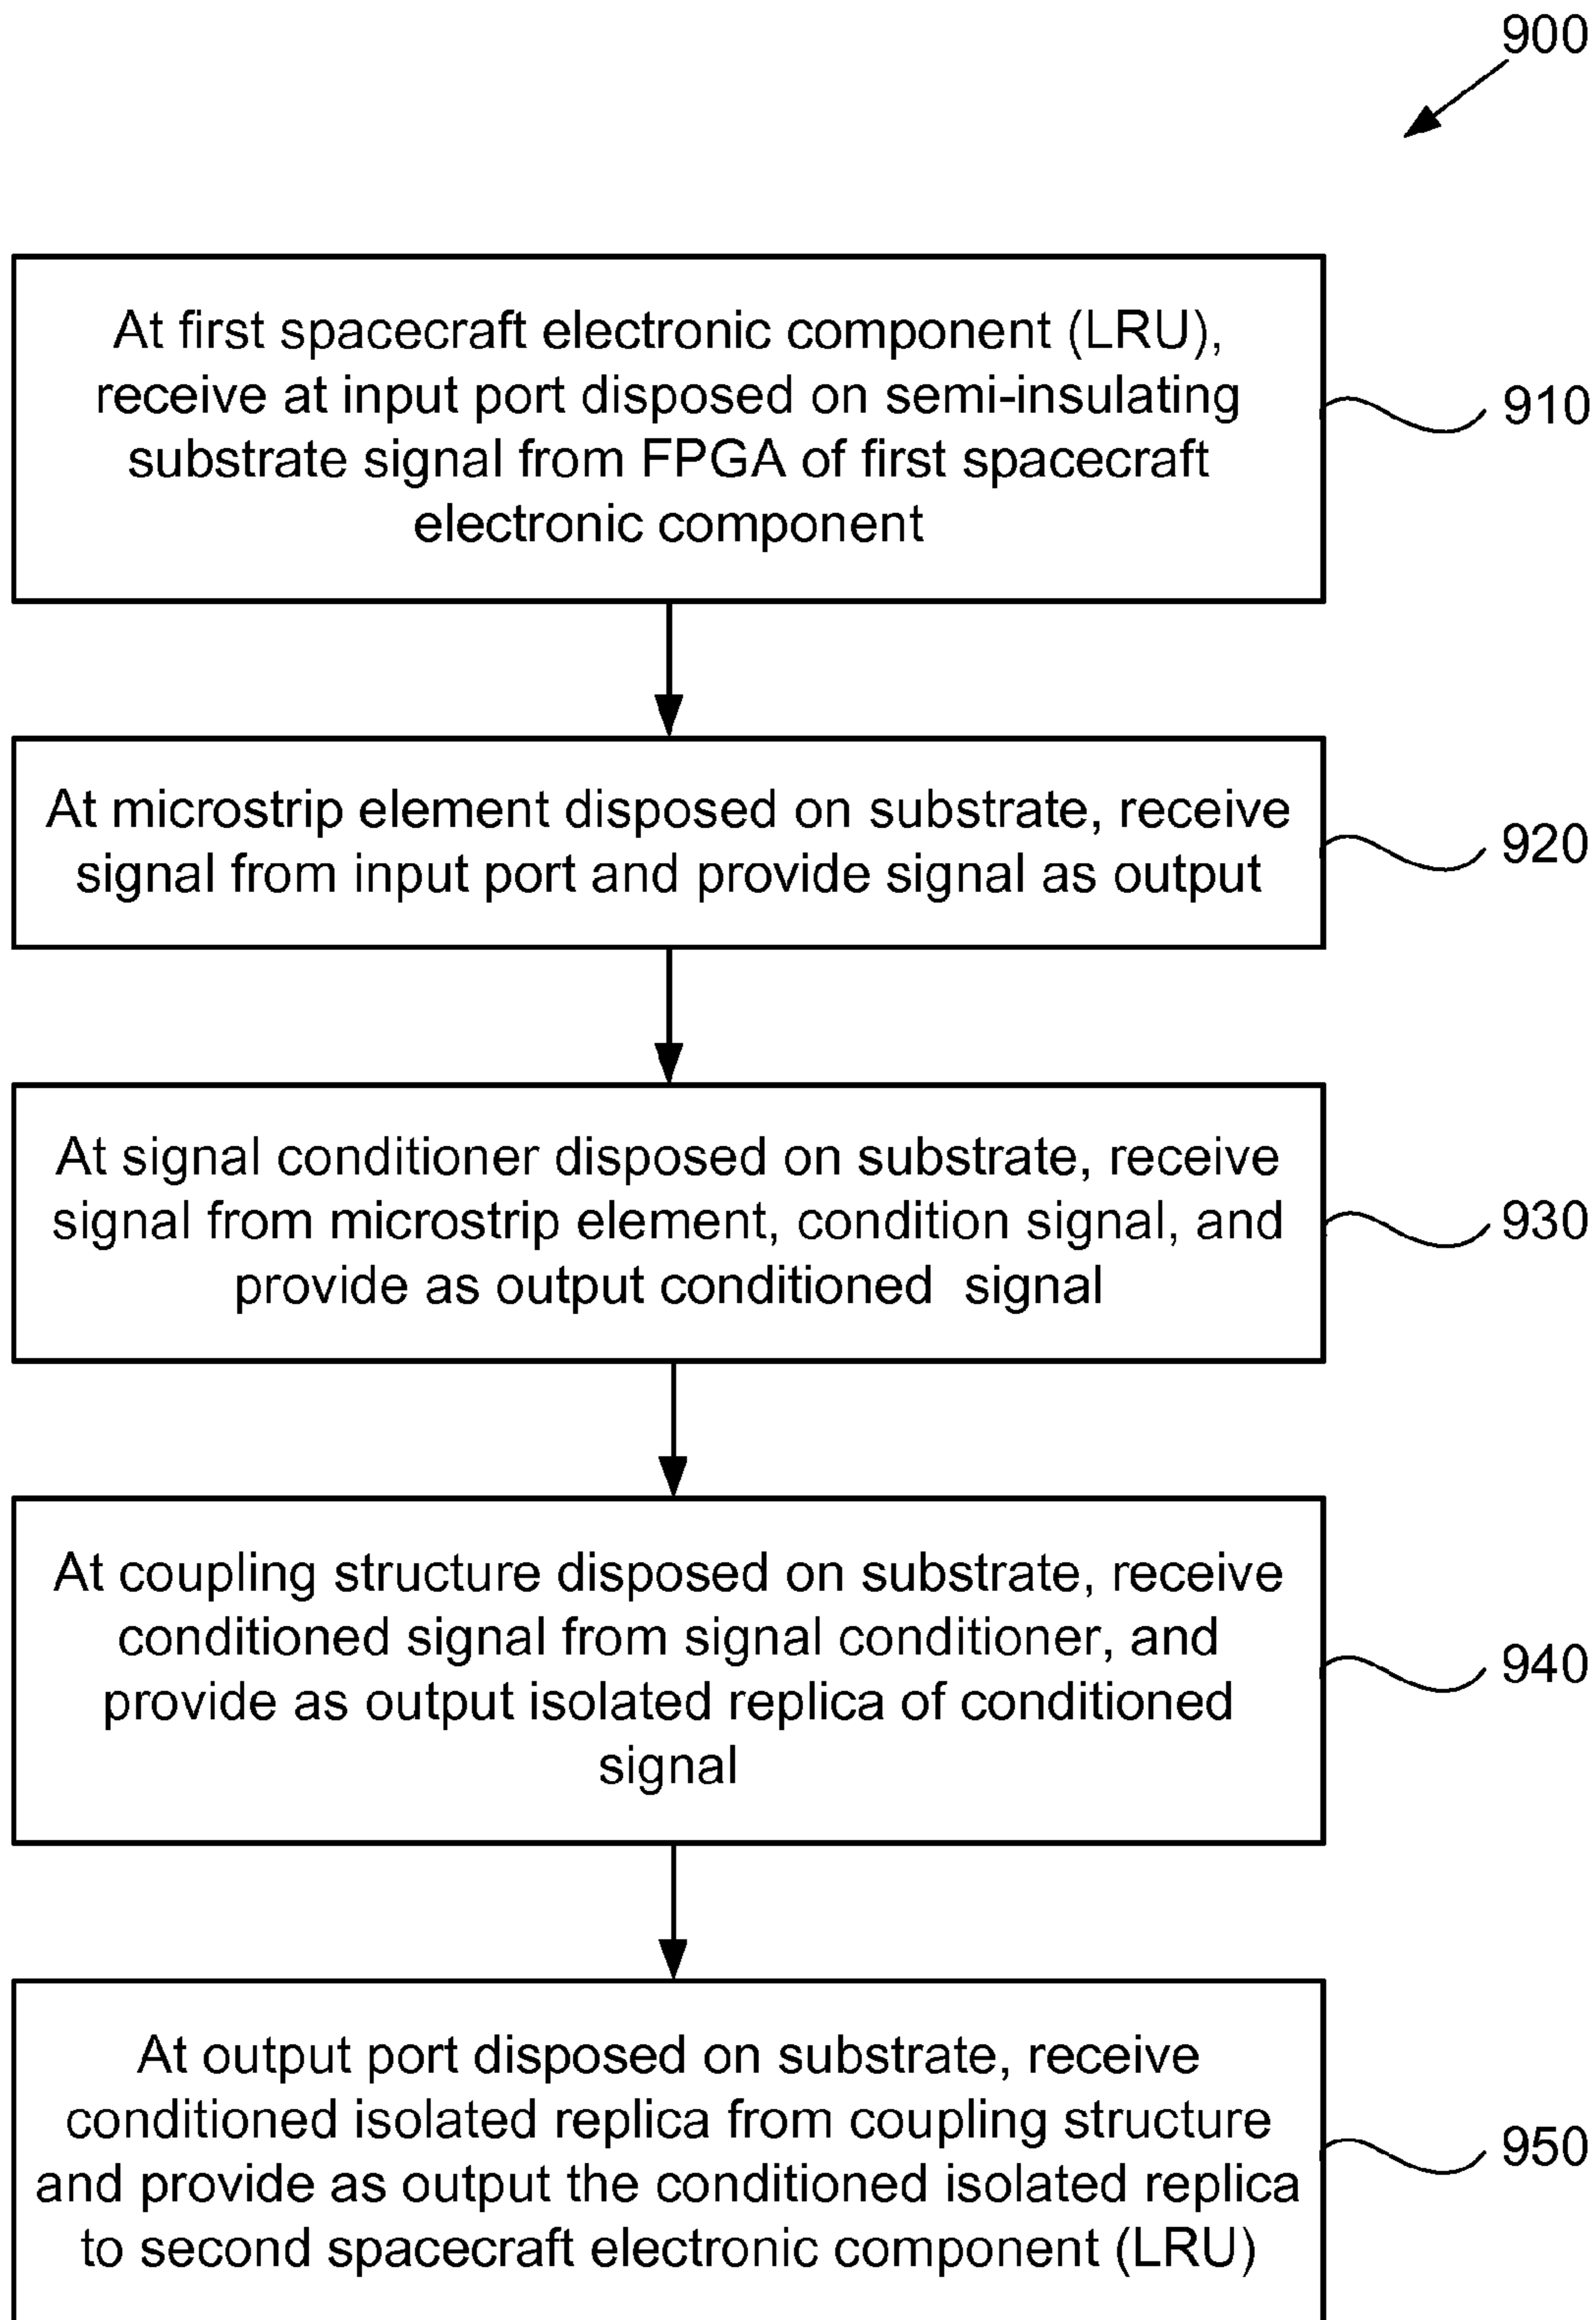 900
At first spacecraft electronic component (LRU),
receive at input port disposed on semi-insulating
substrate signal from FPGA of first spacecraft
electronic component
910
At microstrip element disposed on substrate, receive
signal from input port and provide signal as output
920
At signal conditioner disposed on substrate, receive
signal from microstrip element, condition signal, and
provide as output conditioned  signal
930
At coupling structure disposed on substrate, receive
conditioned signal from signal conditioner, and
provide as output isolated replica of conditioned
signal
940
At output port disposed on substrate, receive
conditioned isolated replica from coupling structure
and provide as output the conditioned isolated replica
to second spacecraft electronic component (LRU)
950